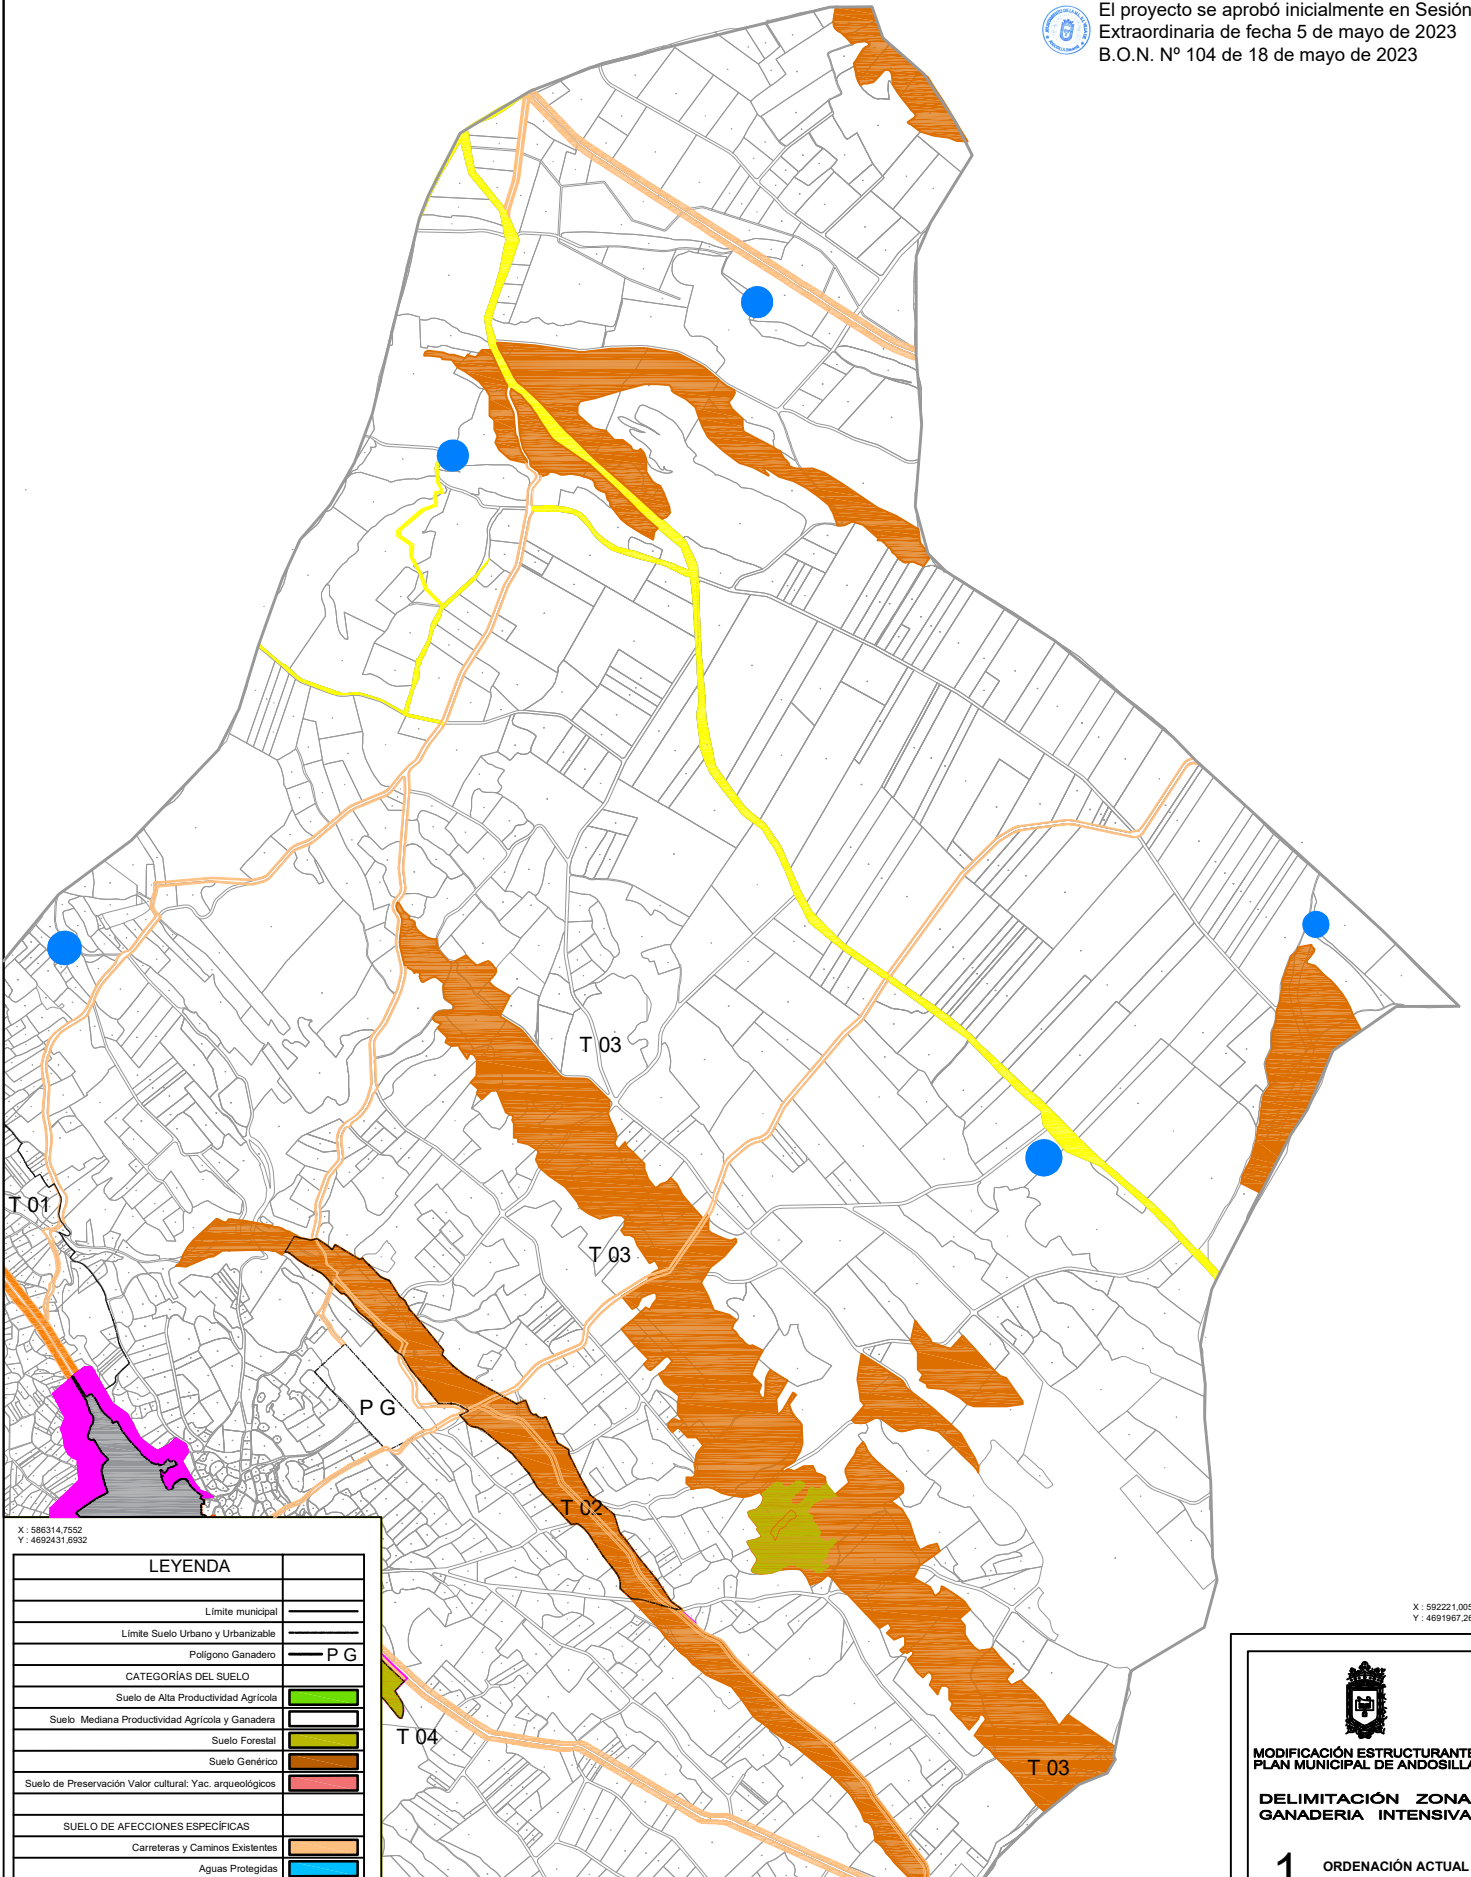 El proyecto se aprobó inicialmente en Sesión
Extraordinaria de fecha 5 de mayo de 2023
B.O.N. Nº 104 de 18 de mayo de 2023
T 03
T 01
T 03
P G
T 02
T 04
T 03
X : 586314,7552
Y : 4692431,6932
LEYENDA
Límite municipal
Límite Suelo Urbano y Urbanizable
Polígono Ganadero P G
CATEGORÍAS DEL SUELO
Suelo de Alta Productividad Agrícola
Suelo Mediana Productividad Agrícola y Ganadera
Suelo Forestal
Suelo Genérico
Suelo de Preservación Valor cultural: Yac. arqueológicos
SUELO DE AFECCIONES ESPECÍFICAS
Carreteras y Caminos Existentes
Aguas Protegidas
X : 592221,005
Y : 4691967,26
MODIFICACIÓN ESTRUCTURANTE
PLAN MUNICIPAL DE ANDOSILLA
DELIMITACIÓN ZONA
GANADERIA INTENSIVA
1 ORDENACIÓN ACTUAL